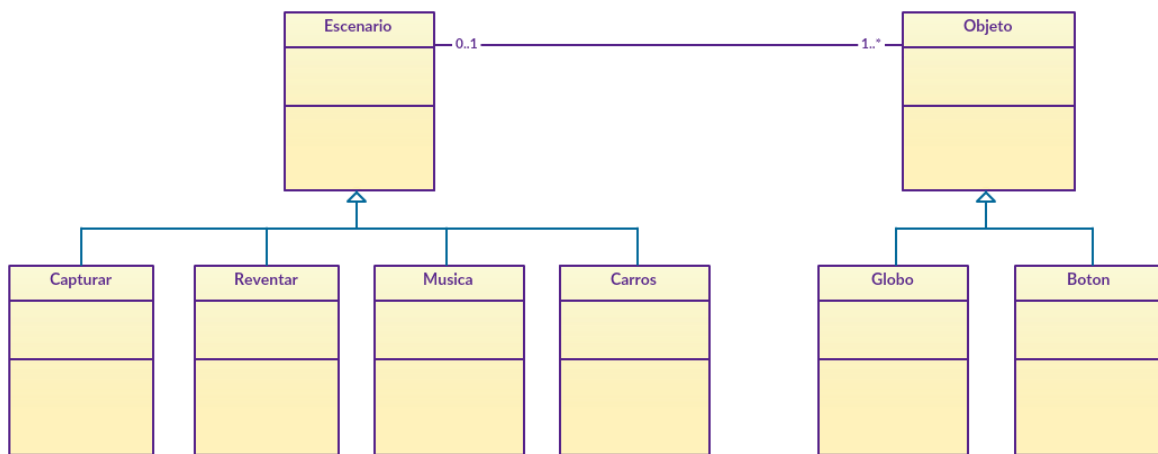 Escenario
Objeto
0..1
1..*
Capturar
Reventar
Musica
Carros
Globo
Boton